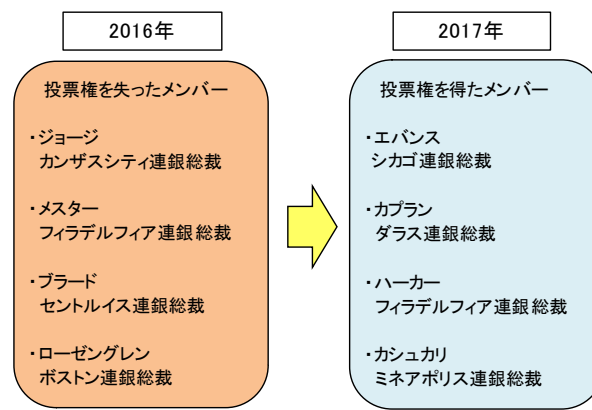 2016年
投票権を失ったメンバー
・ジョージ
カンザスシティ連銀総裁
・メスター
フィラデルフィア連銀総裁
・ブラード
セントルイス連銀総裁
・ローゼングレン
ボストン連銀総裁
2017年
投票権を得たメンバー
・エバンス
シカゴ連銀総裁
・カプラン
ダラス連銀総裁
・ハーカー
フィラデルフィア連銀総裁
・カシュカリ
ミネアポリス連銀総裁